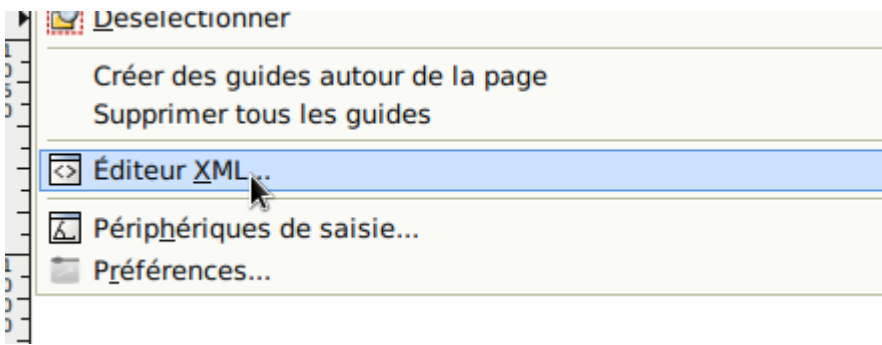 Désélectionner
Créer des guides autour de la page
Supprimer tous les guides
Éditeur XML...
Périphériques de saisie...
Préférences...